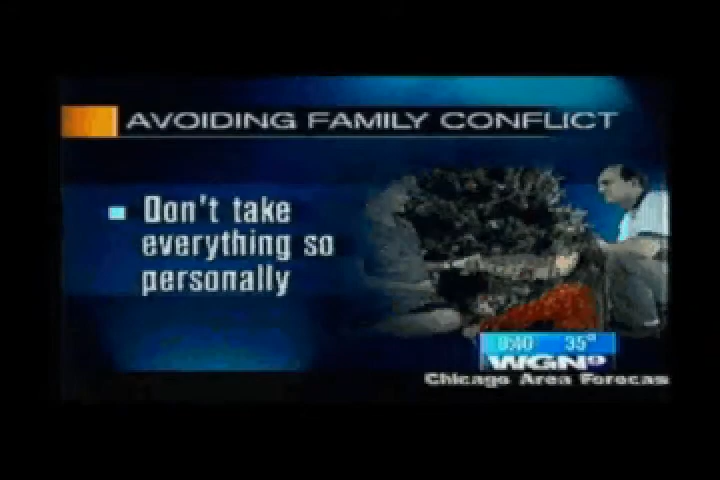 AVOIDING FAMILY CONFLICT
Don't take
everything so
personally
35°
WGN9
Chicago Area Forecas